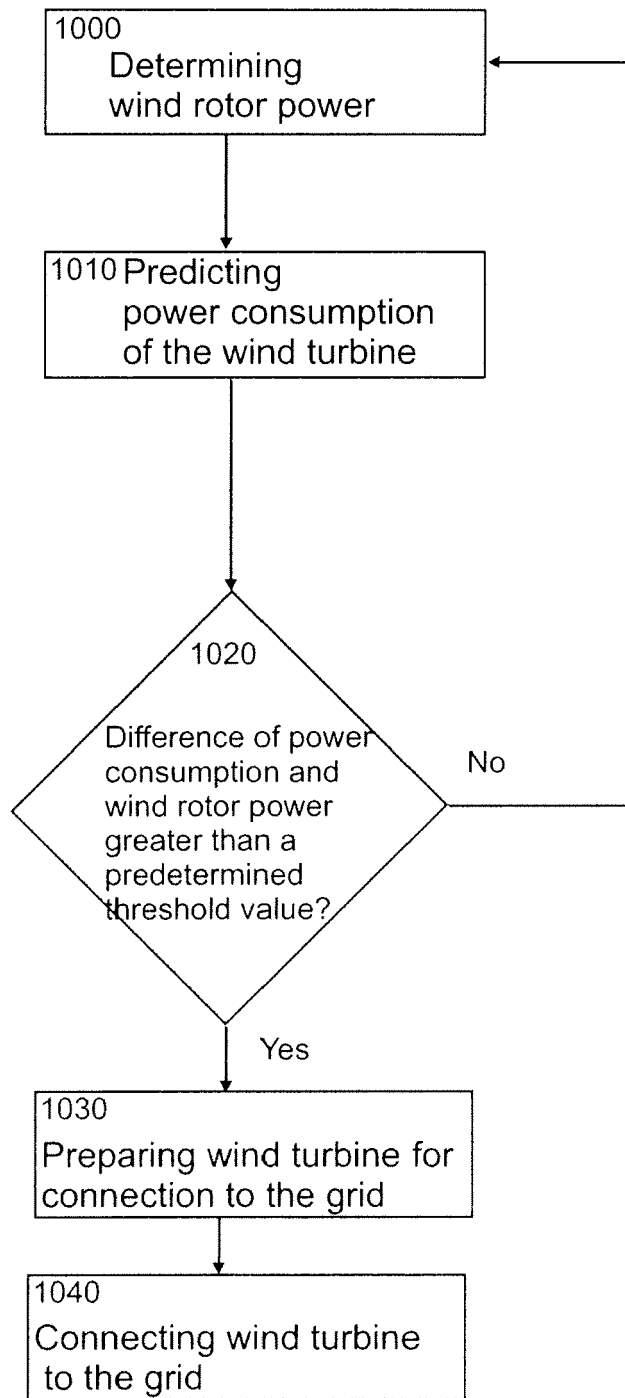 1000
Determining
wind rotor power
1010 Predicting
power consumption
of the wind turbine
1020
Difference of power
consumption and
wind rotor power
greater than a
predetermined
threshold value?
No
Yes
1030
Preparing wind turbine for
connection to the grid
1040
Connecting wind turbine
to the grid